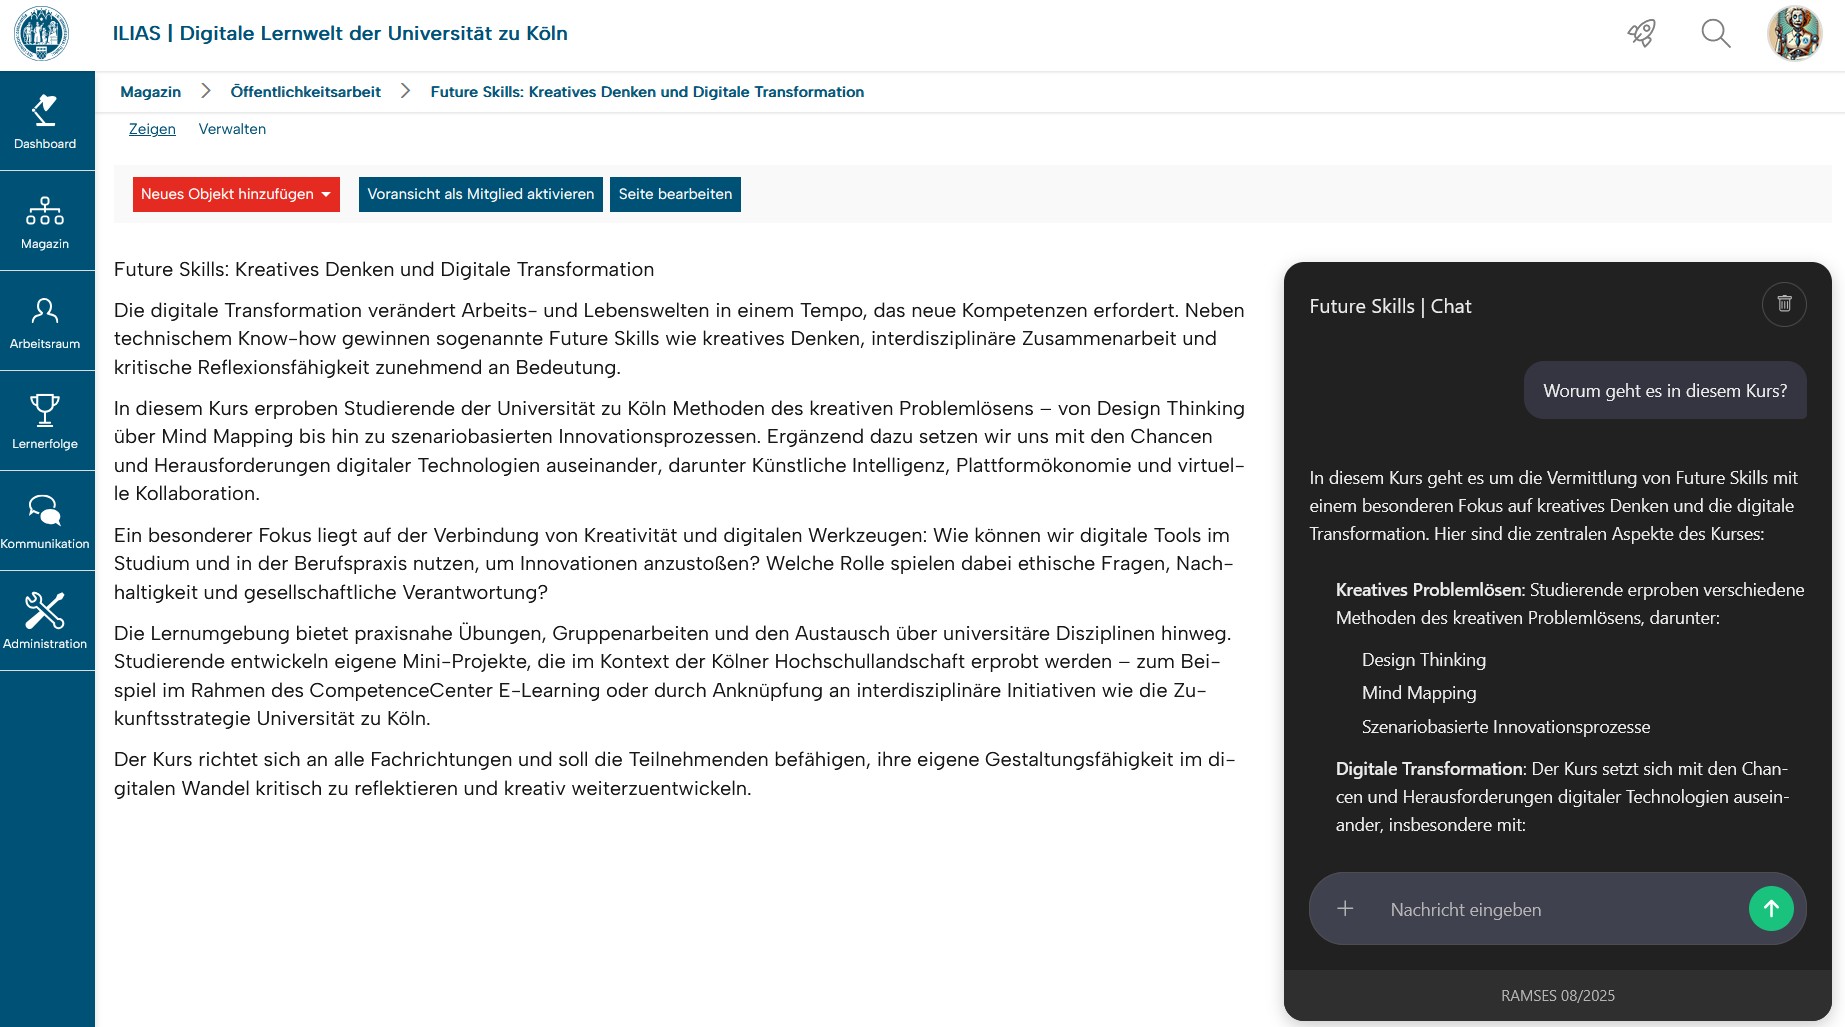 ILIAS | Digitale Lernwelt der Universität zu Köln
Magazin > Öffentlichkeitsarbeit > Future Skills: Kreatives Denken und Digitale Transformation
Zeigen Verwalten
Neues Objekt hinzufügen Voransicht als Mitglied aktivieren Seite bearbeiten
Dashboard
Magazin
Arbeitsraum
Lernerfolge
Kommunikation
Administration
Future Skills: Kreatives Denken und Digitale Transformation
Die digitale Transformation verändert Arbeits- und Lebenswelten in einem Tempo, das neue Kompetenzen erfordert. Neben
technischem Know-how gewinnen sogenannte Future Skills wie kreatives Denken, interdisziplinäre Zusammenarbeit und
kritische Reflexionsfähigkeit zunehmend an Bedeutung.
In diesem Kurs erproben Studierende der Universität zu Köln Methoden des kreativen Problemlösens – von Design Thinking
über Mind Mapping bis hin zu szenariobasierten Innovationsprozessen. Ergänzend dazu setzen wir uns mit den Chancen
und Herausforderungen digitaler Technologien auseinander, darunter Künstliche Intelligenz, Plattformökonomie und virtuel-
le Kollaboration.
Ein besonderer Fokus liegt auf der Verbindung von Kreativität und digitalen Werkzeugen: Wie können wir digitale Tools im
Studium und in der Berufspraxis nutzen, um Innovationen anzustoßen? Welche Rolle spielen dabei ethische Fragen, Nach-
haltigkeit und gesellschaftliche Verantwortung?
Die Lernumgebung bietet praxisnahe Übungen, Gruppenarbeiten und den Austausch über universitäre Disziplinen hinweg.
Studierende entwickeln eigene Mini-Projekte, die im Kontext der Kölner Hochschullandschaft erprobt werden – zum Bei-
spiel im Rahmen des CompetenceCenter E-Learning oder durch Anknüpfung an interdisziplinäre Initiativen wie die Zu-
kunftsstrategie Universität zu Köln.
Der Kurs richtet sich an alle Fachrichtungen und soll die Teilnehmenden befähigen, ihre eigene Gestaltungsfähigkeit im di-
gitalen Wandel kritisch zu reflektieren und kreativ weiterzuentwickeln.
Future Skills | Chat
Worum geht es in diesem Kurs?
In diesem Kurs geht es um die Vermittlung von Future Skills mit
einem besonderen Fokus auf kreatives Denken und die digitale
Transformation. Hier sind die zentralen Aspekte des Kurses:
Kreatives Problemlösen: Studierende erproben verschiedene
Methoden des kreativen Problemlösens, darunter:
Design Thinking
Mind Mapping
Szenariobasierte Innovationsprozesse
Digitale Transformation: Der Kurs setzt sich mit den Chan-
cen und Herausforderungen digitaler Technologien ausein-
ander, insbesondere mit:
Nachricht eingeben
RAMSES 08/2025